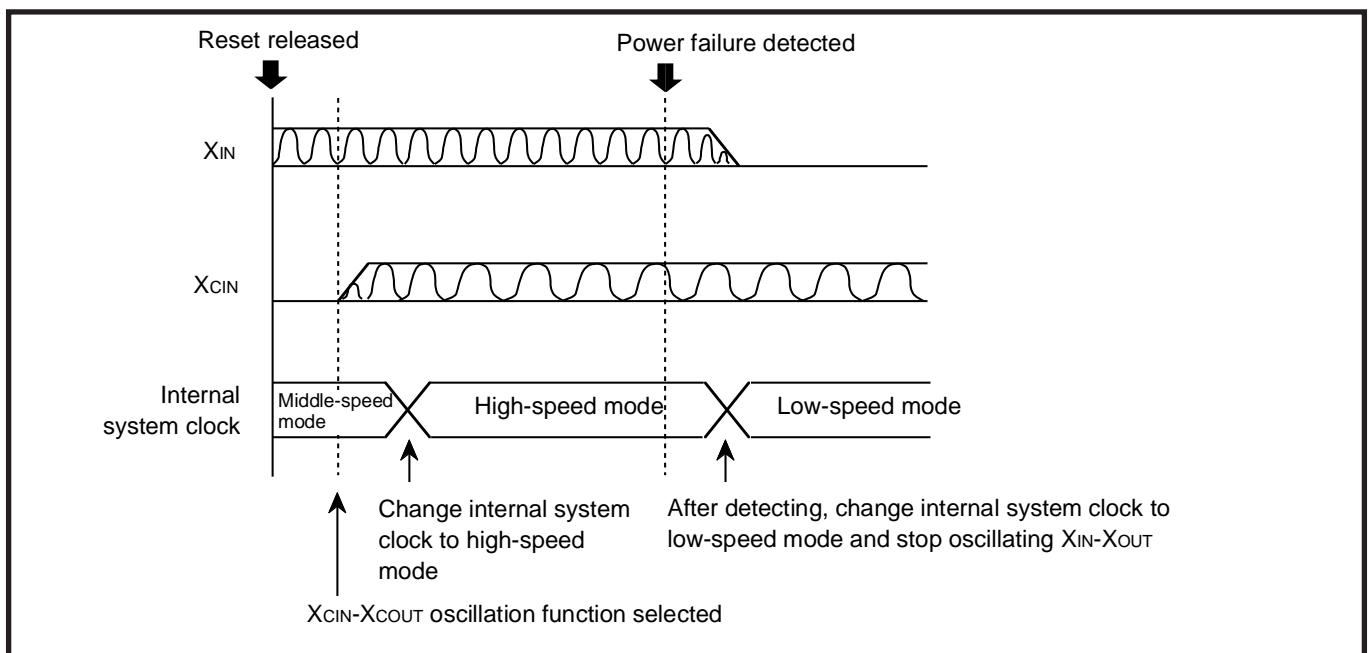 Reset released
Power failure detected
XIN
XCIN
Internal
system clock
Middle-speed
mode
High-speed mode
Low-speed mode
Change internal system
clock to high-speed
mode
After detecting, change internal system clock to
low-speed mode and stop oscillating XIN-XOUT
XCIN-XCOUT oscillation function selected